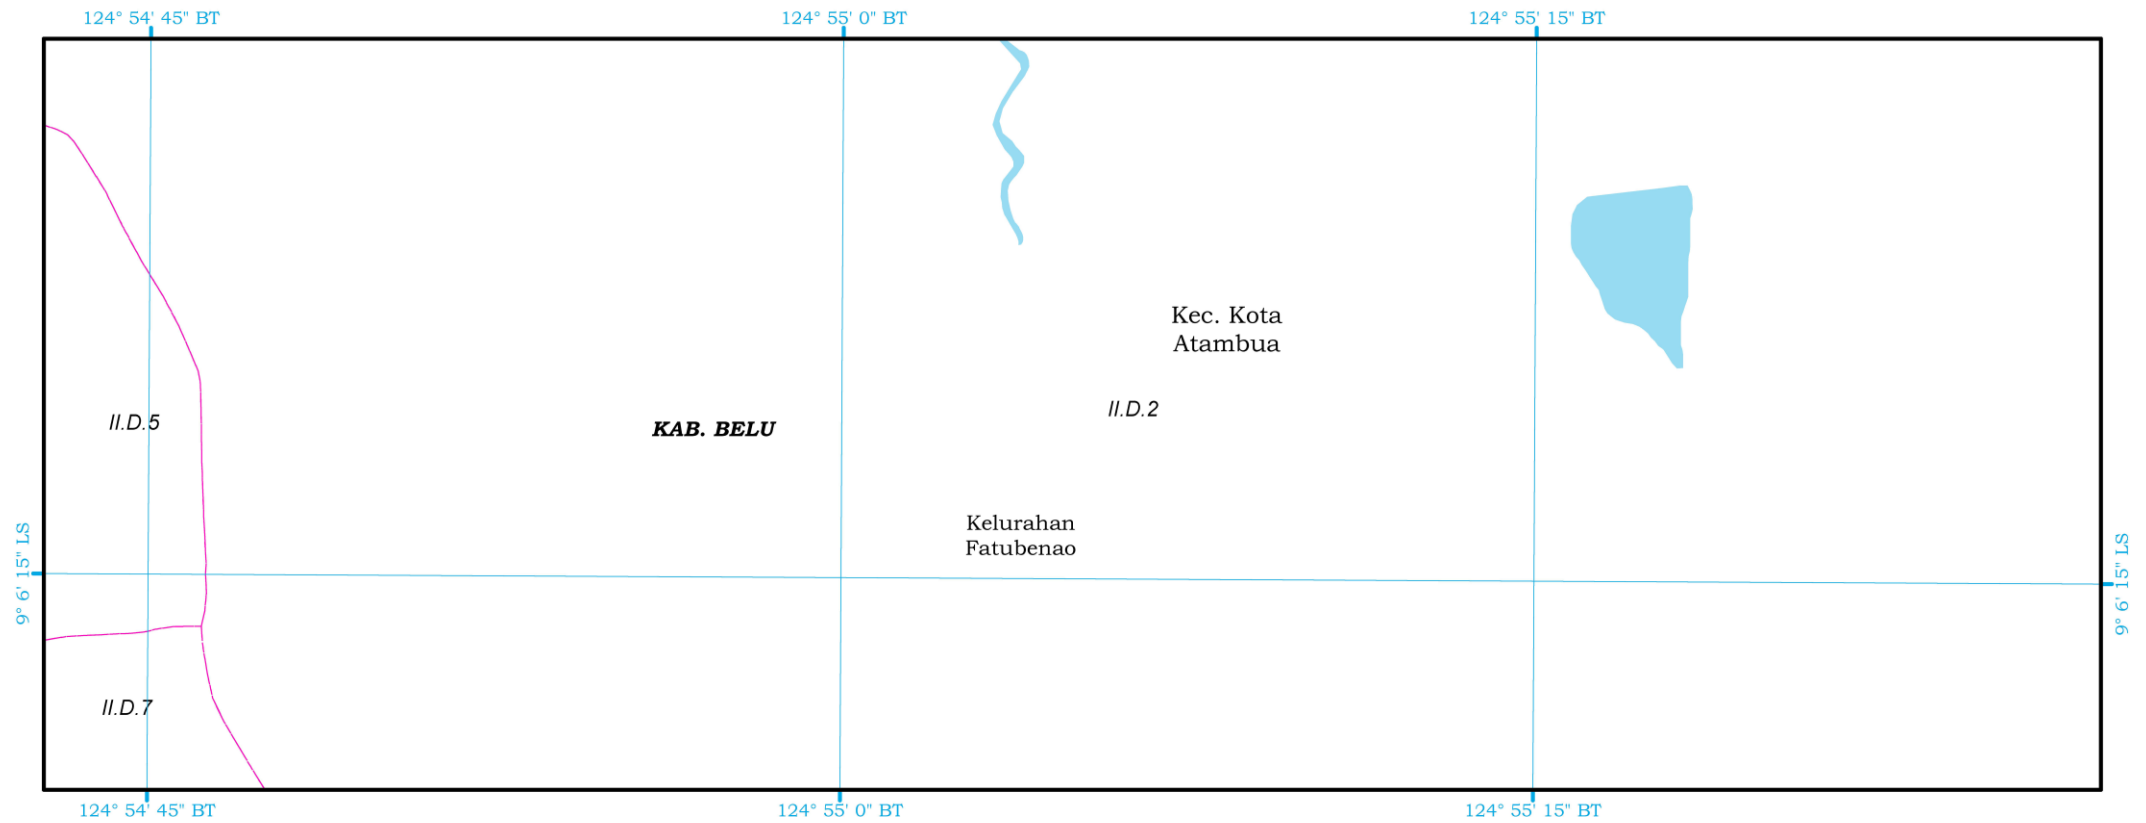 124° 54' 45" BT
124° 55' 0" BT
124° 55' 15" BT
Kec. Kota
Atambua
II.D.5
KAB. BELU
II.D.2
Kelurahan
Fatubenao
9° 6' 15" LS
9° 6' 15" LS
II.D.7
124° 54' 45" BT
124° 55' 0" BT
124° 55' 15" BT